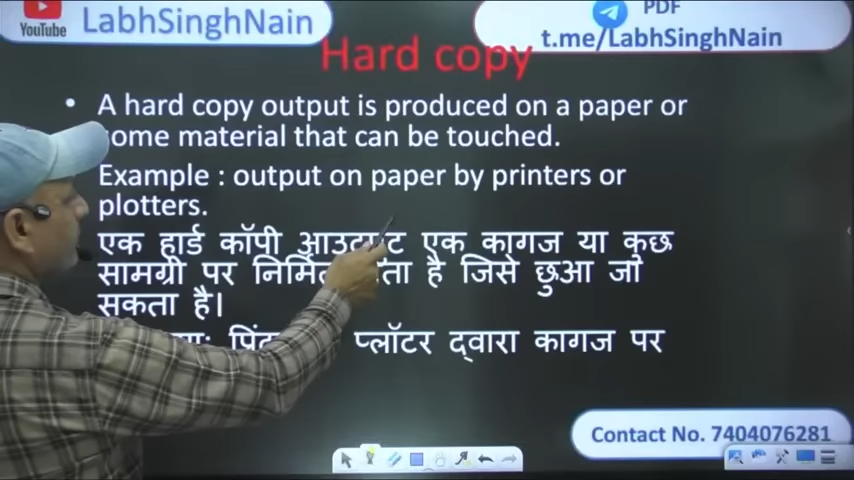 YouTube
LabhSinghNain
PDF
t.me/LabhSinghNain
Hard copy
• A hard copy output is produced on a paper or
some material that can be touched.
Example : output on paper by printers or
plotters.
एक हार्ड कॉपी एक कागज या कुछ
सामग्री पर है जिसे छुआ जा
सकता है।
प्लॉटर द्वारा कागज पर
Contact No. 7404076281